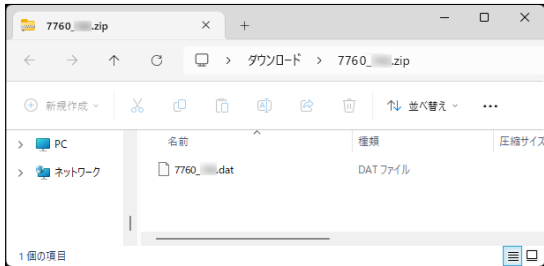 7760_ .zip
ダウンロード 7760_ .zip
新規作成 並べ替え
PC 名前 種類 圧縮サイズ
ネットワーク 7760_ .dat DAT ファイル
1 個の項目